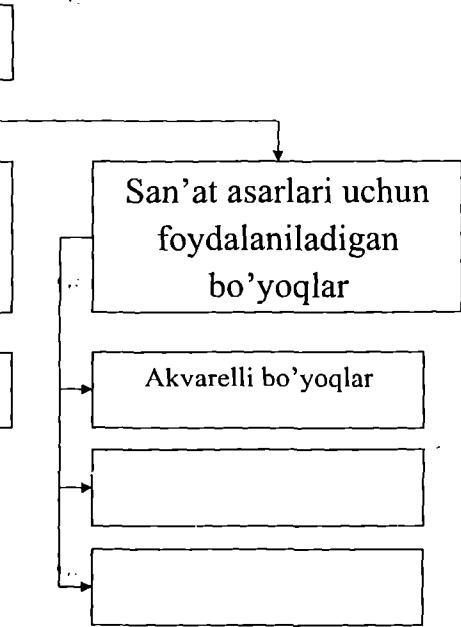 San’at asarlari uchun
foydalaniladigan
bo’yoqlar
Akvarelli bo’yoqlar